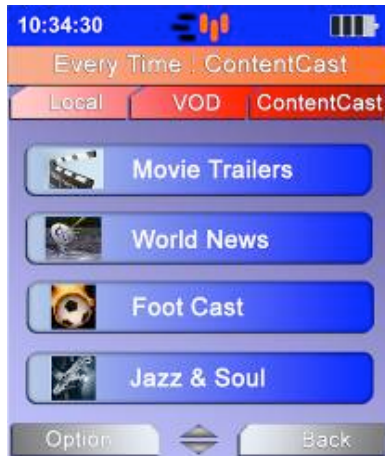 10:34:30
Every Time . ContentCast
Local VOD ContentCast
Movie Trailers
World News
Foot Cast
Jazz & Soul
Option Back